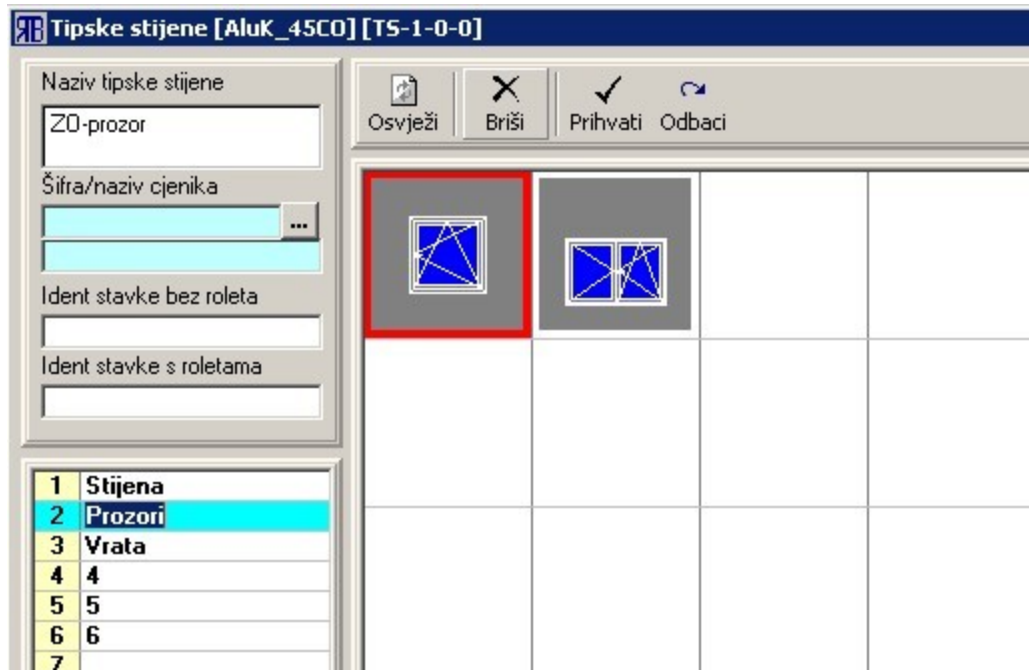 Tipske stijene [AluK_45CO] [TS-1-0-0]
Naziv tipske stijene
ZO-prozor
Šifra/naziv cjenika
...
Ident stavke bez roleta
Ident stavke s roletama
Osvježi Briši Prihvati Odbaci
1 Stijena
2 Prozori
3 Vrata
4 4
5 5
6 6
7